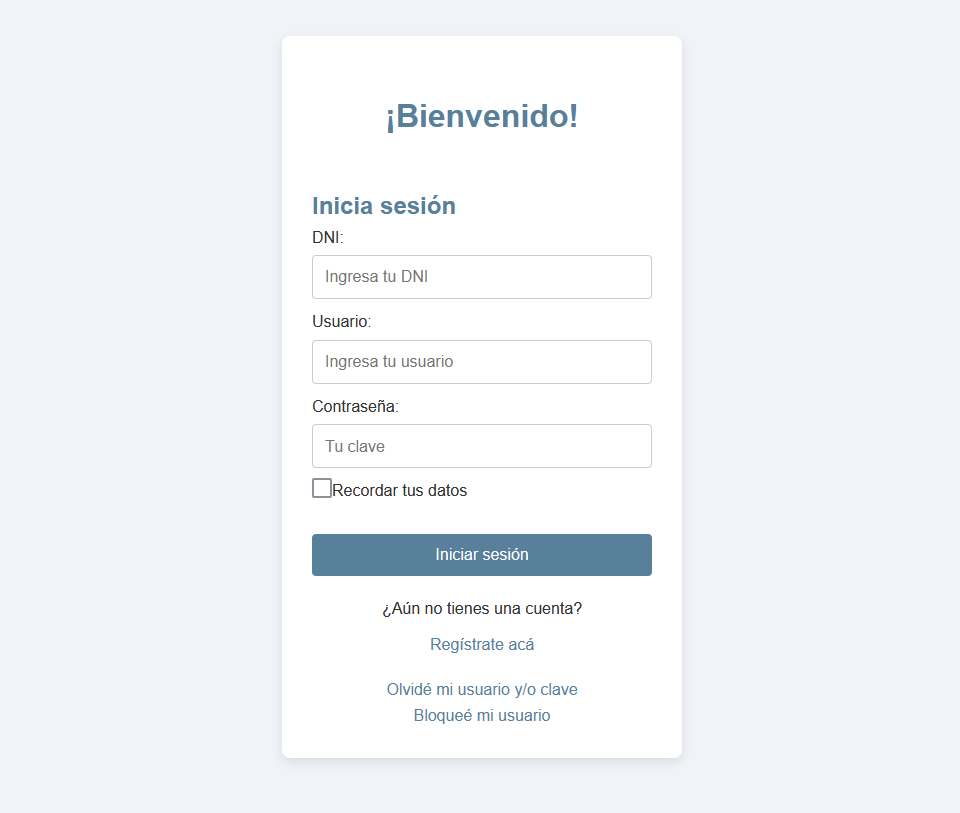 ¡Bienvenido!
Inicia sesión
DNI:
Ingresa tu DNI
Usuario:
Ingresa tu usuario
Contraseña:
Tu clave
Recordar tus datos
Iniciar sesión
¿Aún no tienes una cuenta?
Regístrate acá
Olvidé mi usuario y/o clave
Bloqueé mi usuario